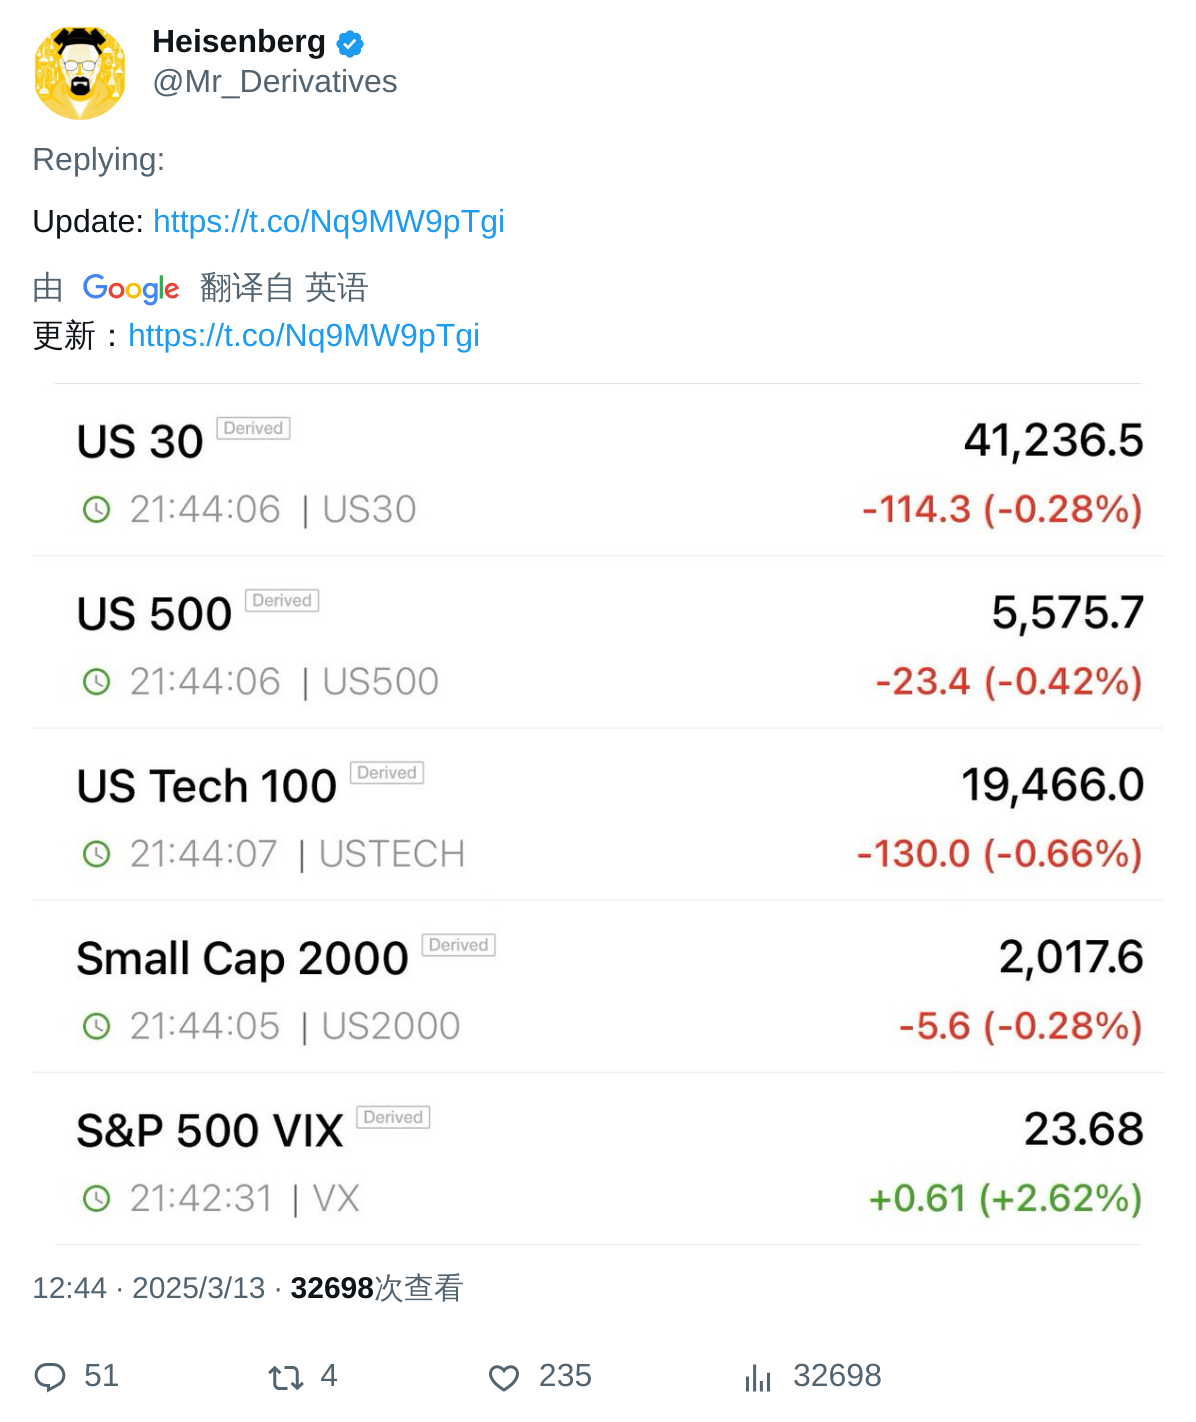 Heisenberg
@Mr_Derivatives
Replying:
Update: https://t.co/Nq9MW9pTgi
由 Google 翻译自 英语
更新：https://t.co/Nq9MW9pTgi
US 30 Derived 41,236.5
21:44:06 | US30 -114.3 (-0.28%)
US 500 Derived 5,575.7
21:44:06 | US500 -23.4 (-0.42%)
US Tech 100 Derived 19,466.0
21:44:07 | USTECH -130.0 (-0.66%)
Small Cap 2000 Derived 2,017.6
21:44:05 | US2000 -5.6 (-0.28%)
S&P 500 VIX Derived 23.68
21:42:31 | VX +0.61 (+2.62%)
12:44 · 2025/3/13 · 32698次查看
51 4 235 32698